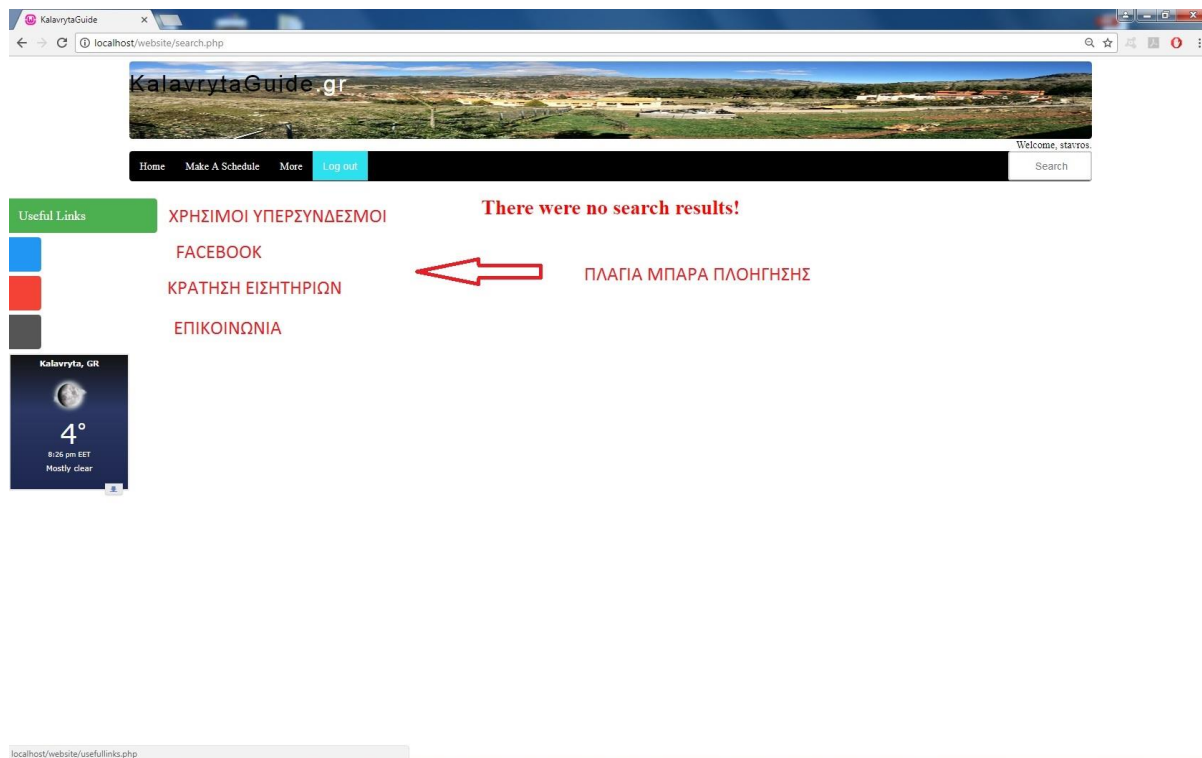 KalavrytaGuide
localhost/website/search.php
KalavrytaGuide.gr
Welcome, stavros.
Home Make A Schedule More Log out Search
There were no search results!
Useful Links ΧΡΗΣΙΜΟΙ ΥΠΕΡΣΥΝΔΕΣΜΟΙ
FACEBOOK
ΠΛΑΓΙΑ ΜΠΑΡΑ ΠΛΟΗΓΗΣΗΣ
ΚΡΑΤΗΣΗ ΕΙΣΗΤΗΡΙΩΝ
ΕΠΙΚΟΙΝΩΝΙΑ
Kalavryta, GR
4°
8:26 pm EET
Mostly clear
localhost/website/usefullinks.php